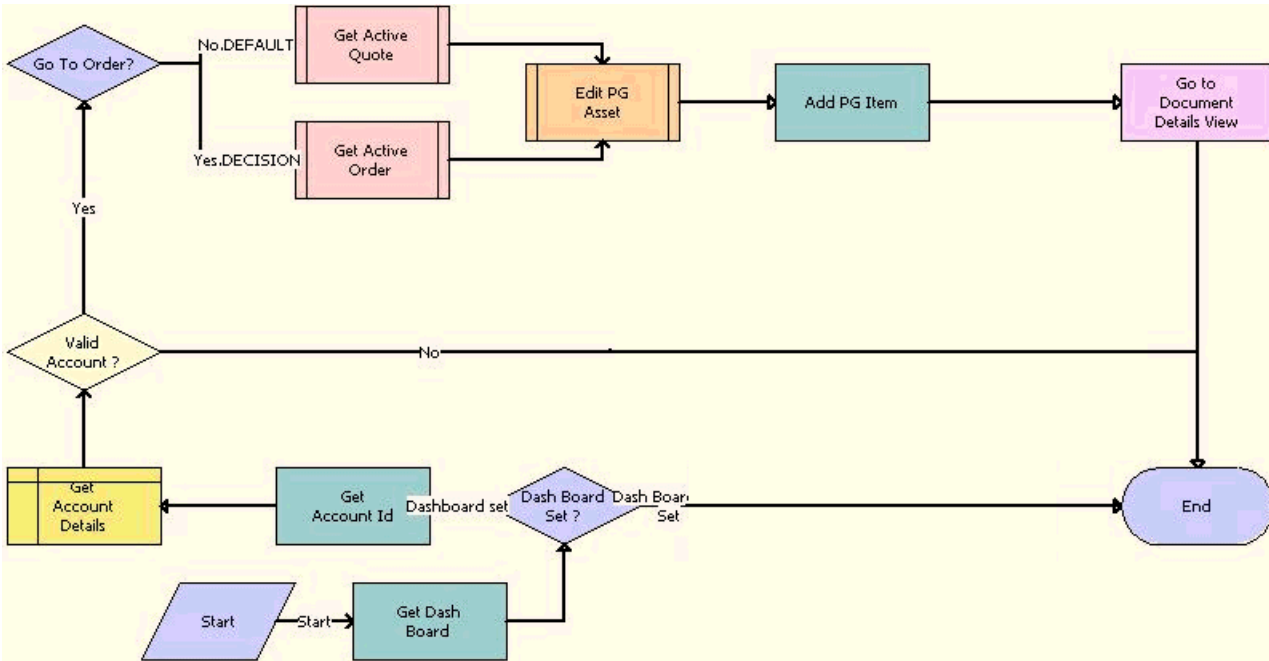 Go To Order?
No.DEFAULT
Get Active
Quote
Yes.DECISION
Get Active
Order
Edit PG
Asset
Add PG Item
Go to
Document
Details View
Yes
Valid
Account ?
No
Get
Account
Details
Get
Account Id
Dashboard set
Dash Board
Set ?
Dash Boar
Set
End
Start
Start
Get Dash
Board